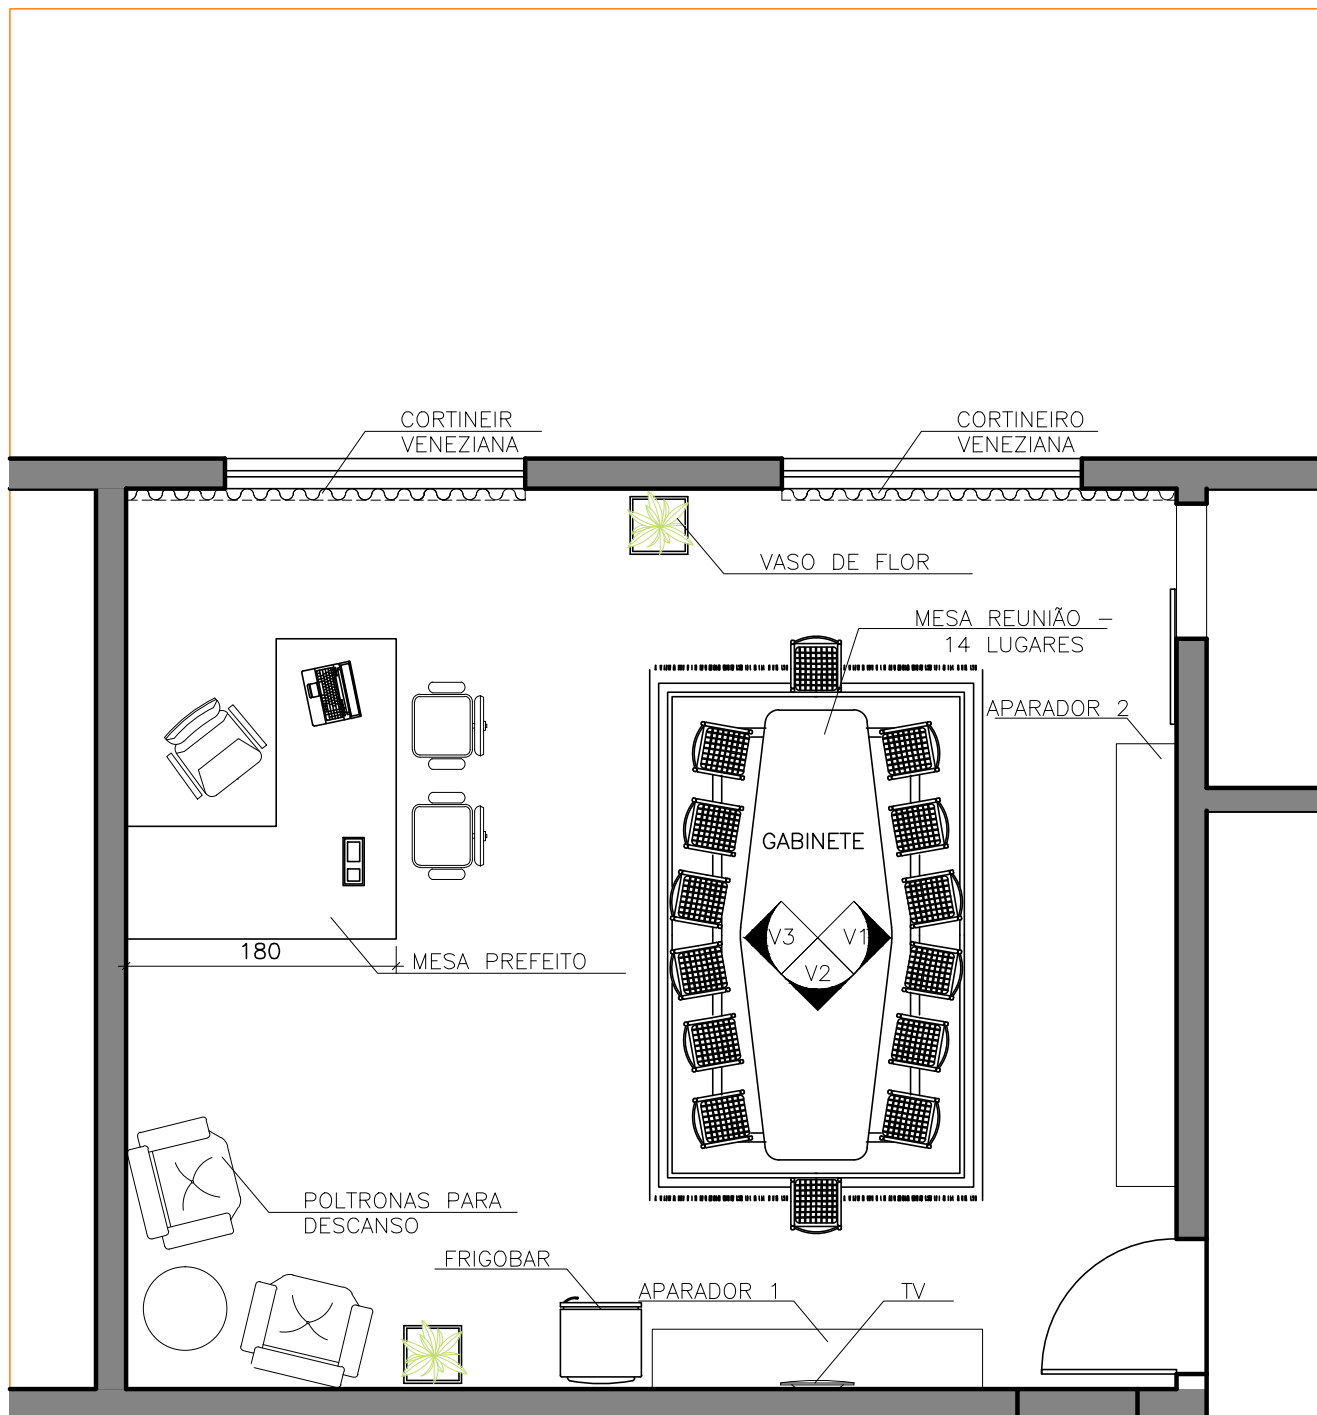 CORTINEIR
VENEZIANA
CORTINEIRO
VENEZIANA
VASO DE FLOR
MESA REUNIÃO –
14 LUGARES
APARADOR 2
GABINETE
V3
V1
V2
180
MESA PREFEITO
POLTRONAS PARA
DESCANSO
FRIGOBAR
APARADOR 1
TV